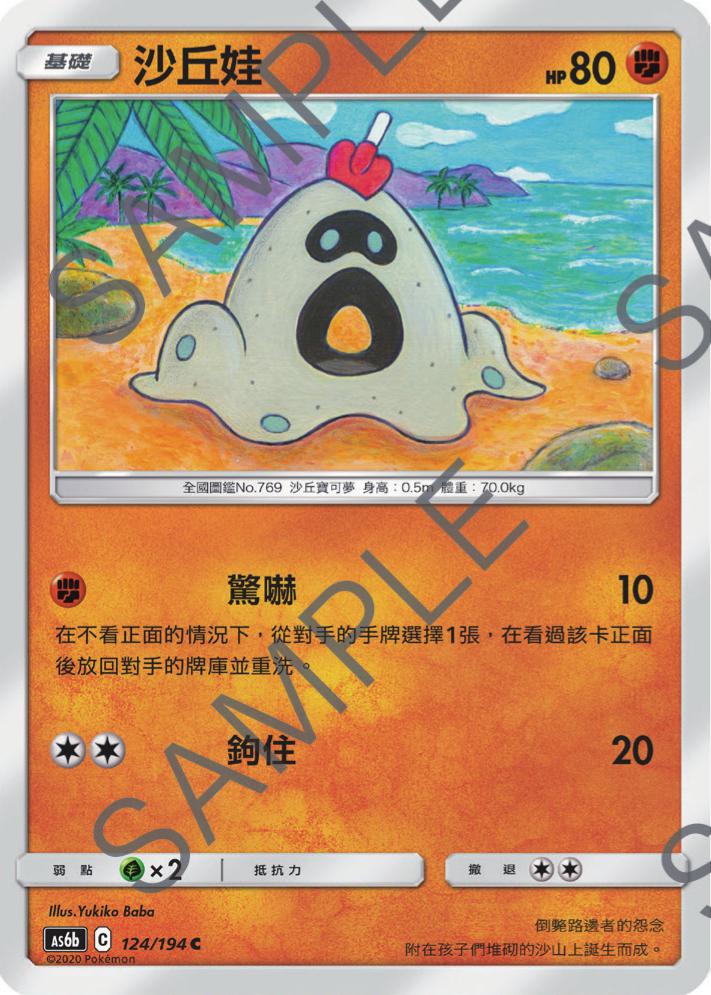 基礎
沙丘娃
HP 80
全國圖鑑No.769 沙丘寶可夢 身高：0.5m 體重：70.0kg
驚嚇 10
在不看正面的情況下，從對手的手牌選擇1張，在看過該卡正面
後放回對手的牌庫並重洗。
鉤住 20
弱點 ×2 抵抗力 撤退
Illus.Yukiko Baba
AS6b C 124/194 C
©2020 Pokémon
倒斃路邊者的怨念
附在孩子們堆砌的沙山上誕生而成。
SAMPLE
SAMPLE